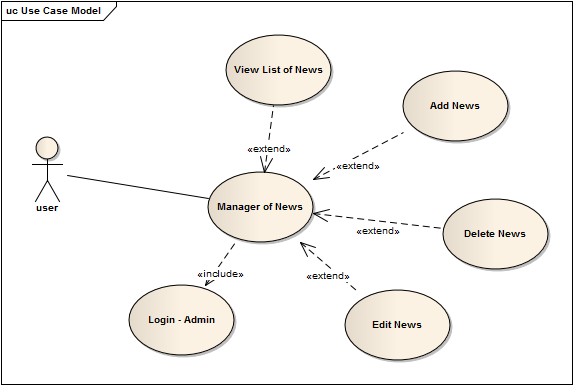 uc Use Case Model
View List of News
Add News
«extend»
«extend»
user
Manager of News
Delete News
«extend»
«include»
«extend»
Login - Admin
Edit News